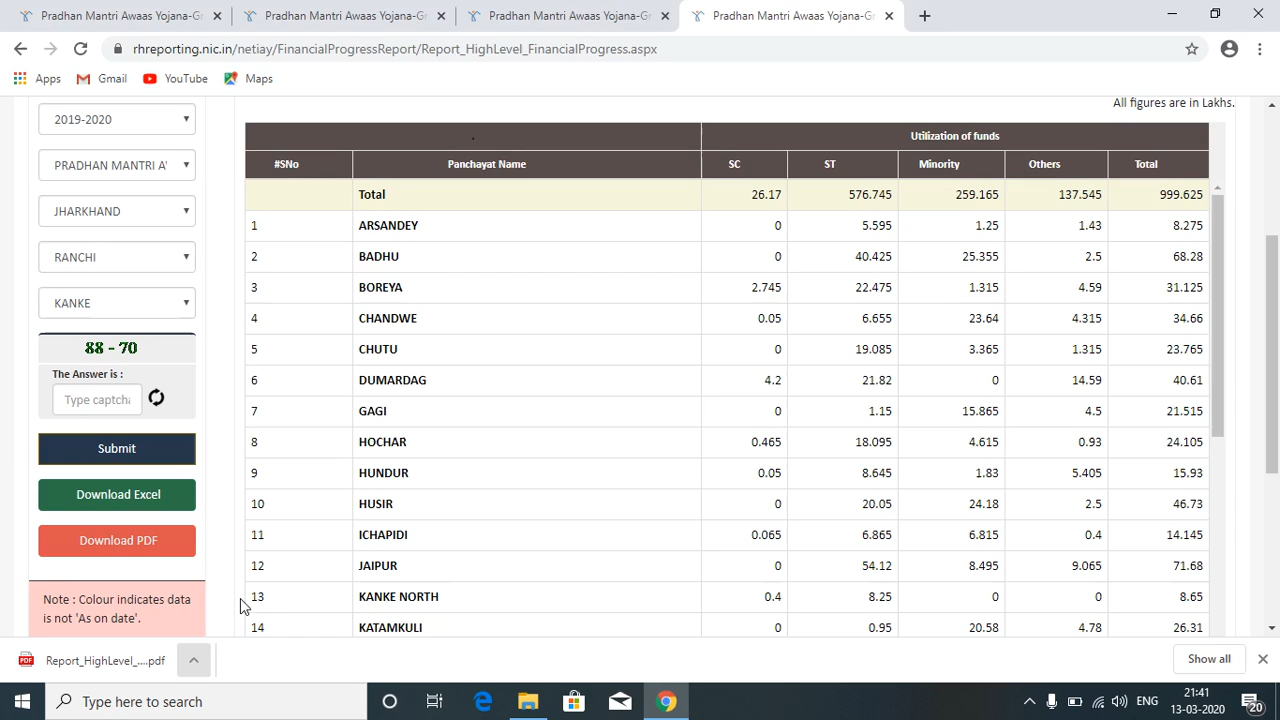 Pradhan Mantri Awaas Yojana-Gr
Pradhan Mantri Awaas Yojana-Gr
Pradhan Mantri Awaas Yojana-Gr
Pradhan Mantri Awaas Yojana-Gr
rhreporting.nic.in/netiay/FinancialProgressReport/Report_HighLevel_FinancialProgress.aspx
Apps Gmail YouTube Maps
2019-2020
PRADHAN MANTRI A
JHARKHAND
RANCHI
KANKE
88 - 70
The Answer is :
Type captcha
Submit
Download Excel
Download PDF
Note : Colour indicates data
is not 'As on date'.
All figures are in Lakhs.
. Utilization of funds
#SNo Panchayat Name SC ST Minority Others Total
Total 26.17 576.745 259.165 137.545 999.625
1 ARSANDEY 0 5.595 1.25 1.43 8.275
2 BADHU 0 40.425 25.355 2.5 68.28
3 BOREYA 2.745 22.475 1.315 4.59 31.125
4 CHANDWE 0.05 6.655 23.64 4.315 34.66
5 CHUTU 0 19.085 3.365 1.315 23.765
6 DUMARDAG 4.2 21.82 0 14.59 40.61
7 GAGI 0 1.15 15.865 4.5 21.515
8 HOCHAR 0.465 18.095 4.615 0.93 24.105
9 HUNDUR 0.05 8.645 1.83 5.405 15.93
10 HUSIR 0 20.05 24.18 2.5 46.73
11 ICHAPIDI 0.065 6.865 6.815 0.4 14.145
12 JAIPUR 0 54.12 8.495 9.065 71.68
13 KANKE NORTH 0.4 8.25 0 0 8.65
14 KATAMKULI 0 0.95 20.58 4.78 26.31
PDF Report_HighLevel_....pdf
Show all
Type here to search
ENG
21:41
13-03-2020
20